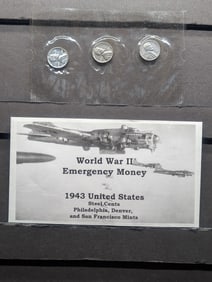 World War II
Emergency Money
1943 United States
Steel Cents
Philadelphia, Denver,
and San Francisco Mints